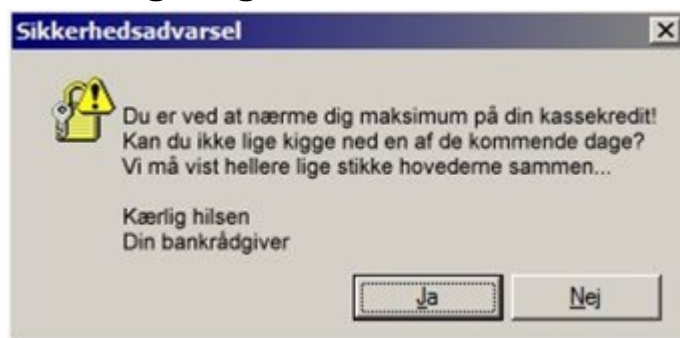 Sikkerhedsadvarsel
Du er ved at nærme dig maksimum på din kassekredit!
Kan du ikke lige kigge ned en af de kommende dage?
Vi må vist hellere lige stikke hovederne sammen...
Kærlig hilsen
Din bankrådgiver
Ja
Nej